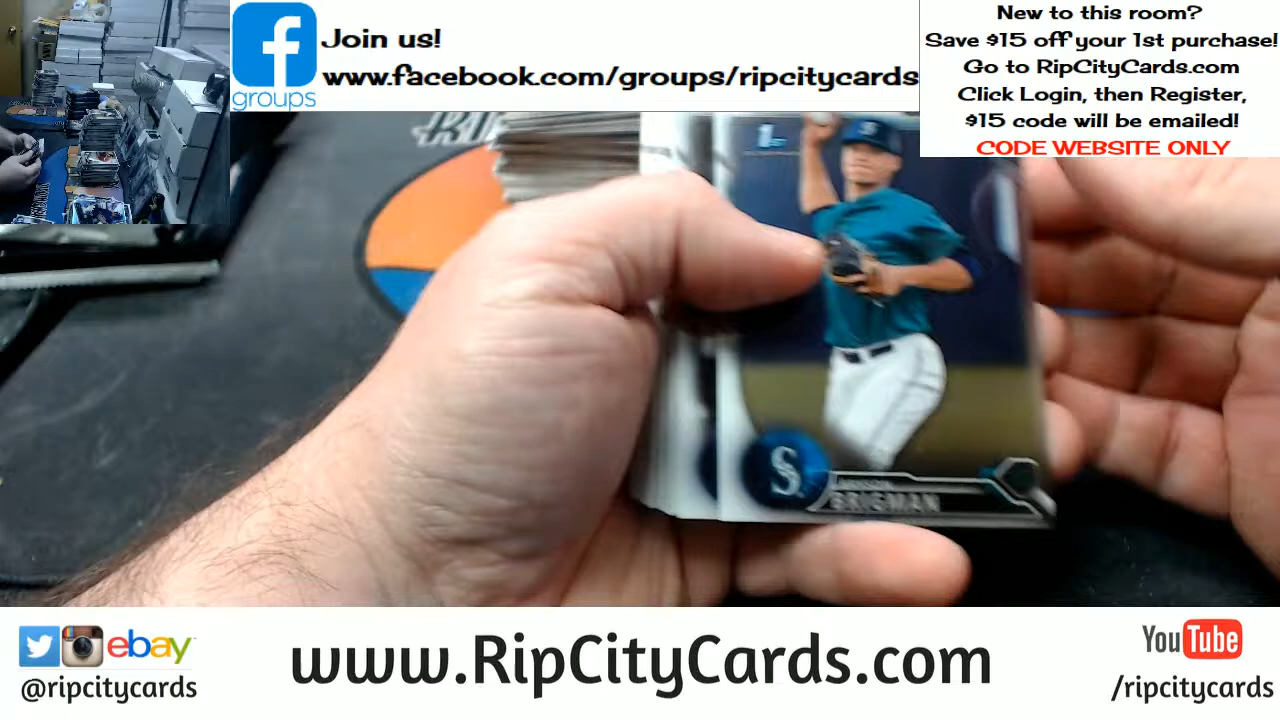 Join us!
www.facebook.com/groups/ripcitycards
groups
New to this room?
Save $15 off your 1st purchase!
Go to RipCityCards.com
Click Login, then Register,
$15 code will be emailed!
CODE WEBSITE ONLY
1st
S
BRIGMAN
ebay
@ripcitycards
www.RipCityCards.com
YouTube
/ripcitycards